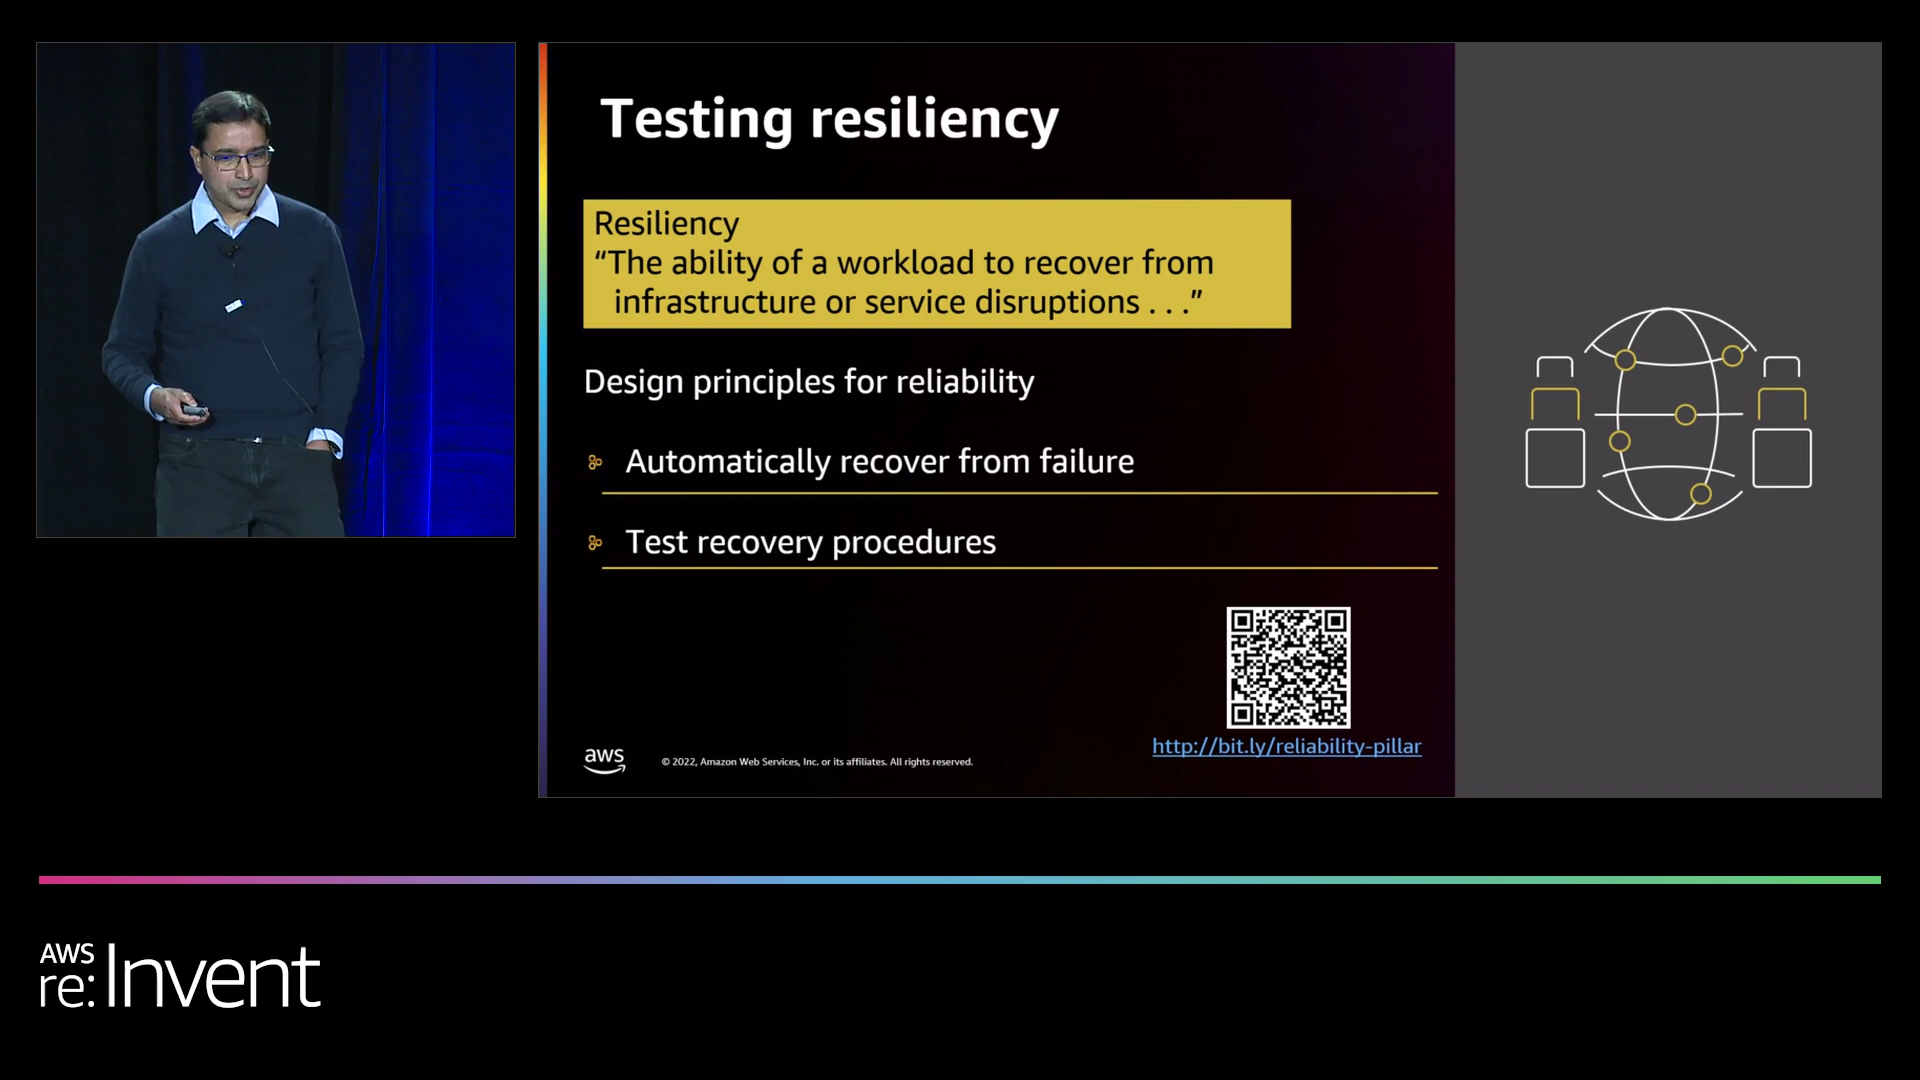 Testing resiliency
Resiliency
“The ability of a workload to recover from
infrastructure or service disruptions . . .”
Design principles for reliability
Automatically recover from failure
Test recovery procedures
http://bit.ly/reliability-pillar
aws
© 2022, Amazon Web Services, Inc. or its affiliates. All rights reserved.
AWS
re:Invent